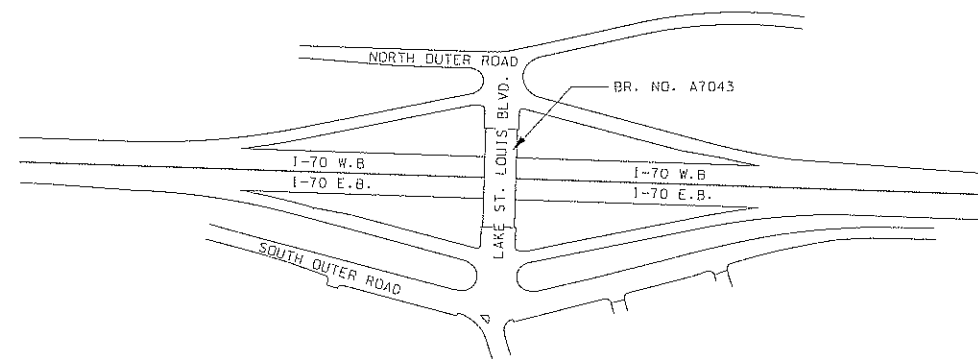 NORTH OUTER ROAD
BR. NO. A7043
LAKE ST. LOUIS BLVD.
I-70 W.B
I-70 W.B
I-70 E.B.
I-70 E.B.
SOUTH OUTER ROAD